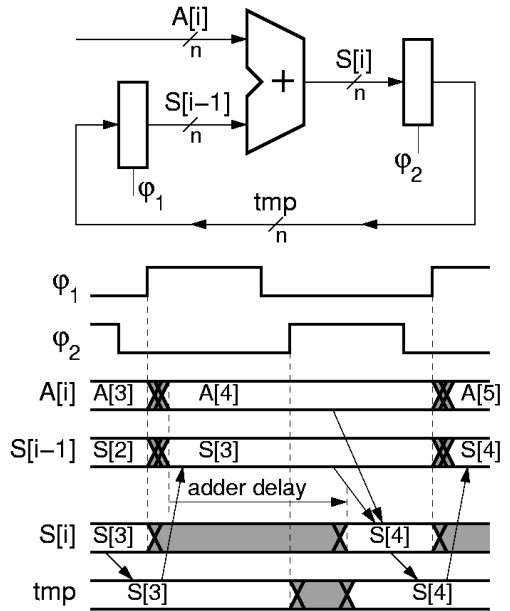 A[i]
n
S[i]
n
S[i−1]
n
+
φ1
φ2
tmp
n
φ1
φ2
A[i] A[3] A[4] A[5]
S[i−1] S[2] S[3] S[4]
adder delay
S[i] S[3] S[4]
tmp S[3] S[4]